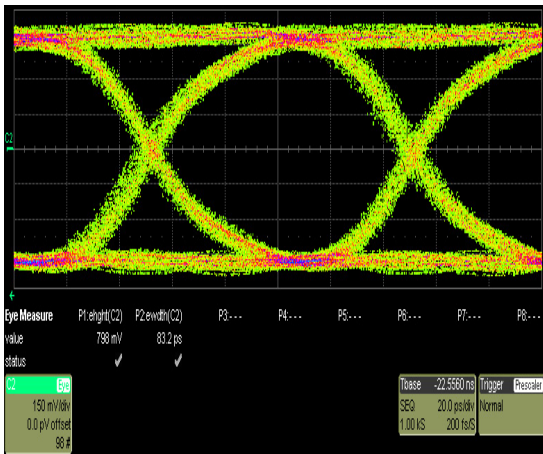 C2
Eye Measure P1:ehght(C2) P2:ewdth(C2) P3:- - - P4:- - - P5:- - - P6:- - - P7:- - - P8:- - -
value 798 mV 83.2 ps
status ✓ ✓
C2 Eye
150 mV/div
0.0 pV offset
98 #
Tbase -22.5560 ns
SEQ 20.0 ps/div
1.00 kS 200 fs/S
Trigger Prescaler
Normal